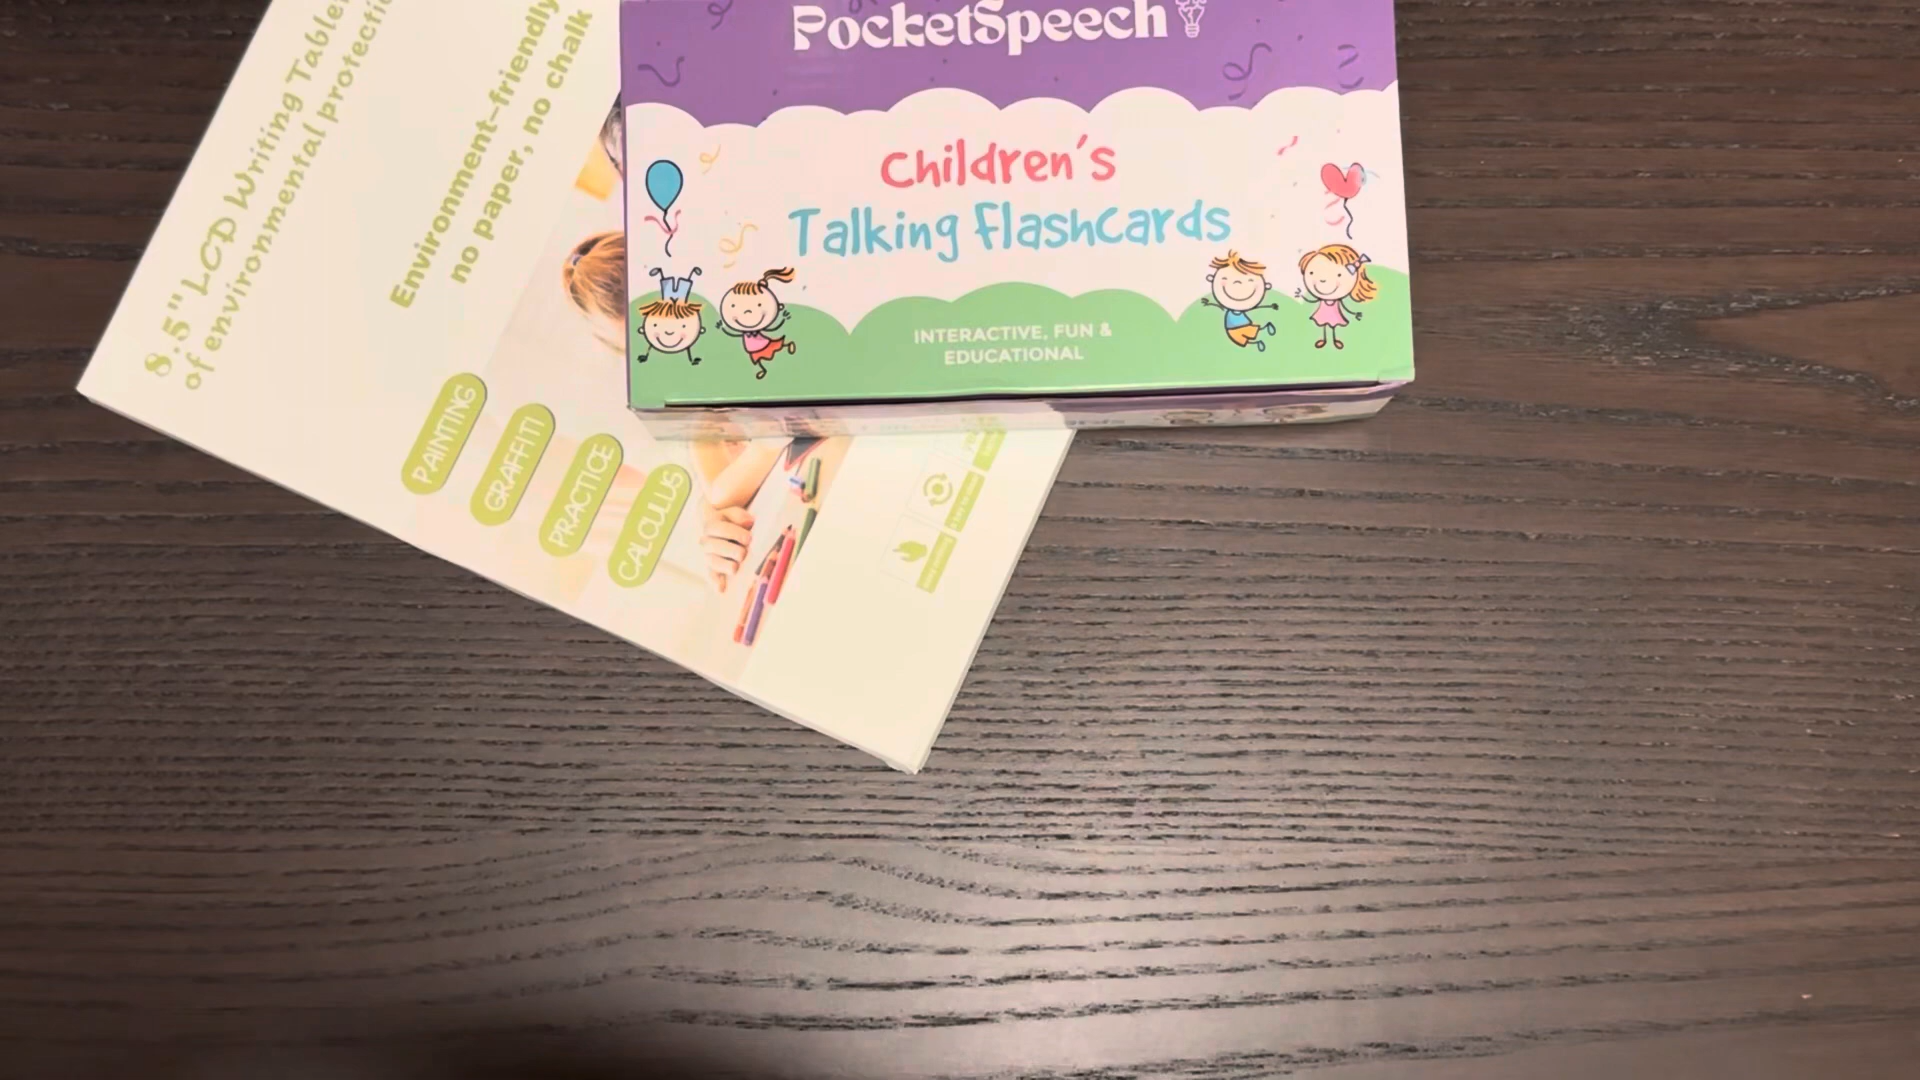 PocketSpeech
Children's
Talking Flashcards
INTERACTIVE, FUN &
EDUCATIONAL
8.5" LCD Writing Tablet
of environmental protection
Environment-friendly
no paper, no chalk
PAINTING
GRAFFITI
PRACTICE
CALCULUS